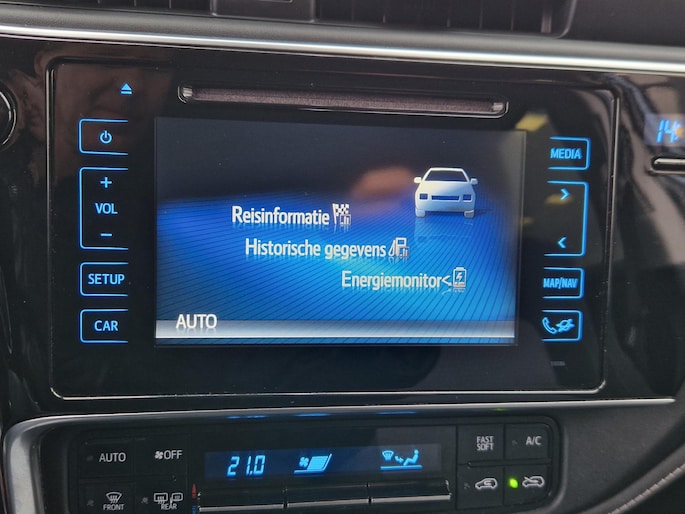 VOL
SETUP
CAR
MEDIA
MAP/NAV
14
Reisinformatie
Historische gegevens
Energiemonitor
AUTO
AUTO
OFF
21.0
FAST
SOFT
A/C
FRONT
REAR